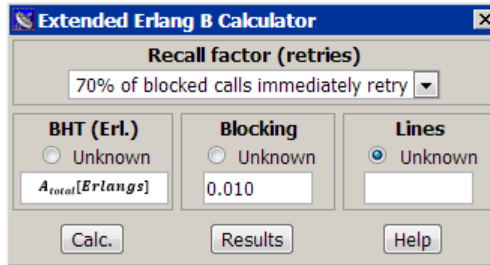 Extended Erlang B Calculator
Recall factor (retries)
70% of blocked calls immediately retry
BHT (Erl.) Blocking Lines
Unknown Unknown Unknown
A_total[Erlangs] 0.010
Calc. Results Help